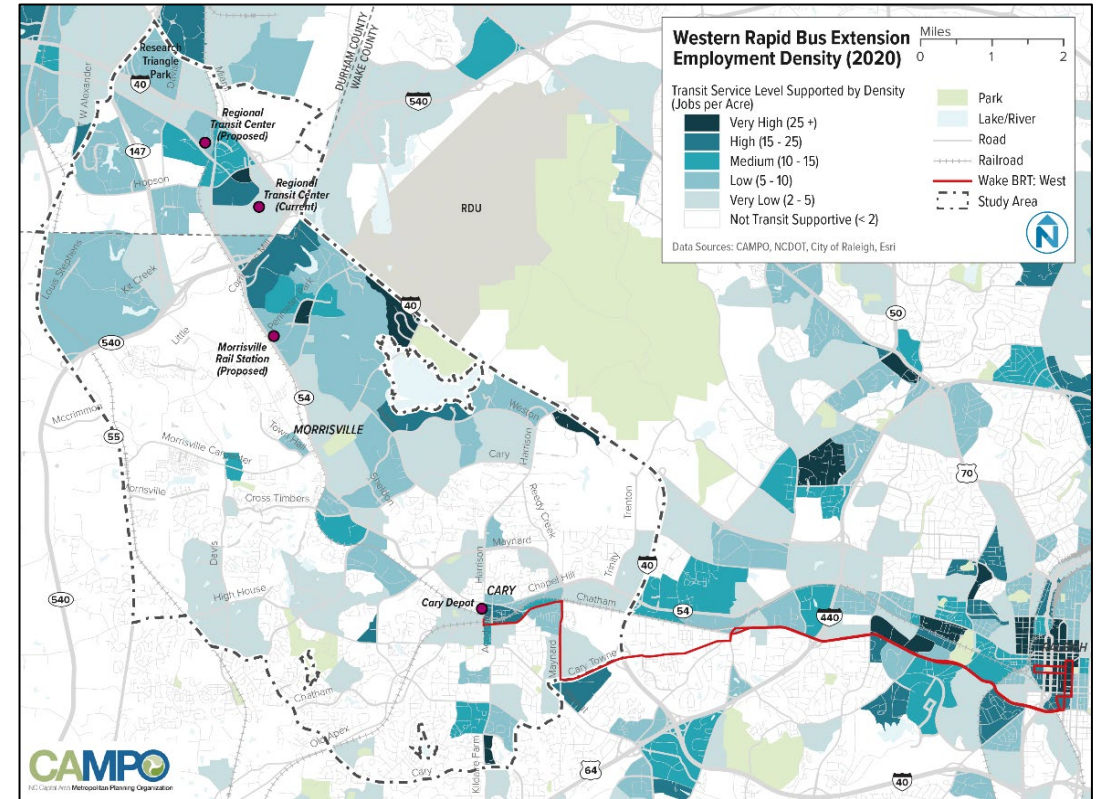 Western Rapid Bus Extension
Employment Density (2020)
Miles
0 1 2
Transit Service Level Supported by Density
(Jobs per Acre)
Very High (25 +)
High (15 - 25)
Medium (10 - 15)
Low (5 - 10)
Very Low (2 - 5)
Not Transit Supportive (< 2)
Data Sources: CAMPO, NCDOT, City of Raleigh, Esri
Park
Lake/River
Road
Railroad
Wake BRT: West
Study Area
N
Research
Triangle
Park
40
T W Alexander
Davis
Miami
DURHAM COUNTY
WAKE COUNTY
540
Regional
Transit Center
(Proposed)
147
Hopson
Regional
Transit Center
(Current)
RDU
Louis Stephens
Kit Creek
Little
540
40
50
Morrisville
Rail Station
(Proposed)
54
Mccrimmon
55
MORRISVILLE
Town Hall
Morrisville Carpenter
Morrisville
Weston
Cary
Harrison
70
Sheldon
Cross Timbers
Reedy Creek
Trenton
Davis
Maynard
Harrison
Trinity
40
540
High House
CARY
Chapel Hill
Chatham
54
440
Cary Depot
Maynard
Cary Towne
Chatham
Old Apex
Cary
Kildaire Farm
64
40
CAMPO
NC Capital Area Metropolitan Planning Organization